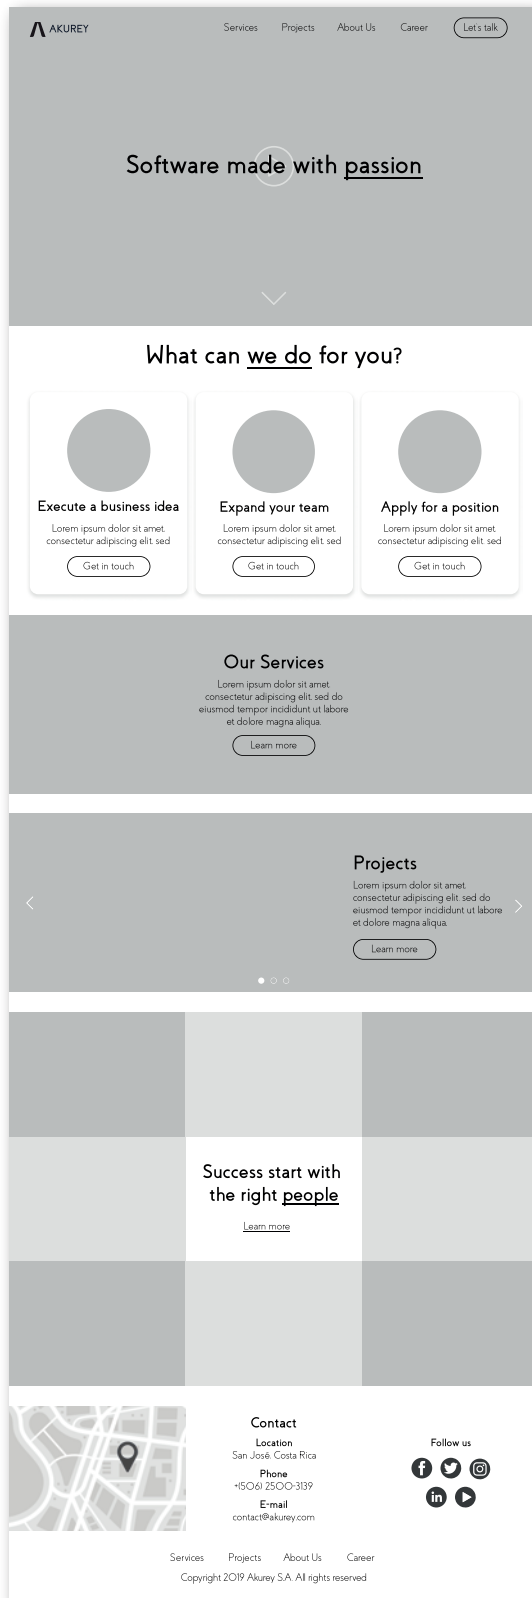 AKUREY
Services Projects About Us Career Let's talk
Software made with passion
What can we do for you?
Execute a business idea
Lorem ipsum dolor sit amet,
consectetur adipiscing elit, sed
Get in touch
Expand your team
Lorem ipsum dolor sit amet,
consectetur adipiscing elit, sed
Get in touch
Apply for a position
Lorem ipsum dolor sit amet,
consectetur adipiscing elit, sed
Get in touch
Our Services
Lorem ipsum dolor sit amet,
consectetur adipiscing elit, sed do
eiusmod tempor incididunt ut labore
et dolore magna aliqua.
Learn more
Projects
Lorem ipsum dolor sit amet,
consectetur adipiscing elit, sed do
eiusmod tempor incididunt ut labore
et dolore magna aliqua.
Learn more
Success start with
the right people
Learn more
Contact
Location
San José, Costa Rica
Phone
+(506) 2500-3139
E-mail
contact@akurey.com
Follow us
Services Projects About Us Career
Copyright 2019 Akurey S.A. All rights reserved